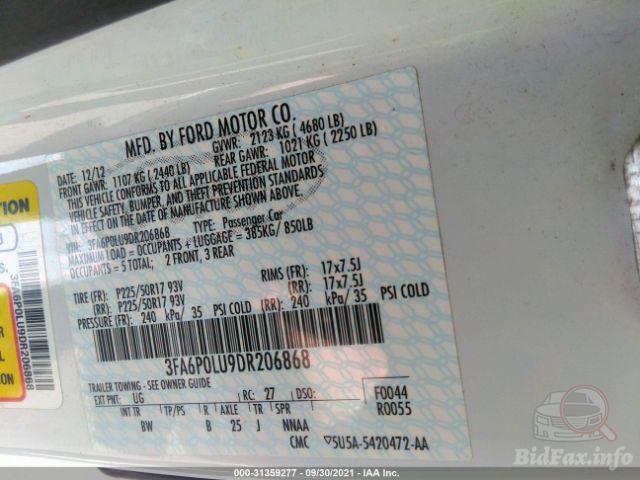 MFD. BY FORD MOTOR CO.
DATE: 12/12 GVWR: 2123 KG ( 4680 LB)
FRONT GAWR: 1107 KG ( 2440 LB) REAR GAWR: 1021 KG ( 2250 LB)
THIS VEHICLE CONFORMS TO ALL APPLICABLE FEDERAL MOTOR
VEHICLE SAFETY, BUMPER, AND THEFT PREVENTION STANDARDS
IN EFFECT ON THE DATE OF MANUFACTURE SHOWN ABOVE.
VIN: 3FA6P0LU9DR206868 TYPE: Passenger Car
MAXIMUM LOAD = OCCUPANTS + LUGGAGE = 385KG/ 850LB
OCCUPANTS = 5 TOTAL; 2 FRONT, 3 REAR
TIRE (FR): P225/50R17 93V RIMS (FR): 17x7.5J
(RR): P225/50R17 93V (RR): 17x7.5J
PRESSURE (FR): 240 kPa/ 35 PSI COLD (RR): 240 kPa/ 35 PSI COLD
3FA6P0LU9DR206868
TRAILER TOWING - SEE OWNER GUIDE
EXT PNT: UG RC: 27 DSO: F0044
R0055
INT TR TP/PS R AXLE TR SPR
BW B 25 J NNAA
CMC 5U5A-5420472-AA
TION
S.
3FA6P0LU9DR206868
000-31359277 - 09/30/2021 - IAA Inc.
BidFax.info